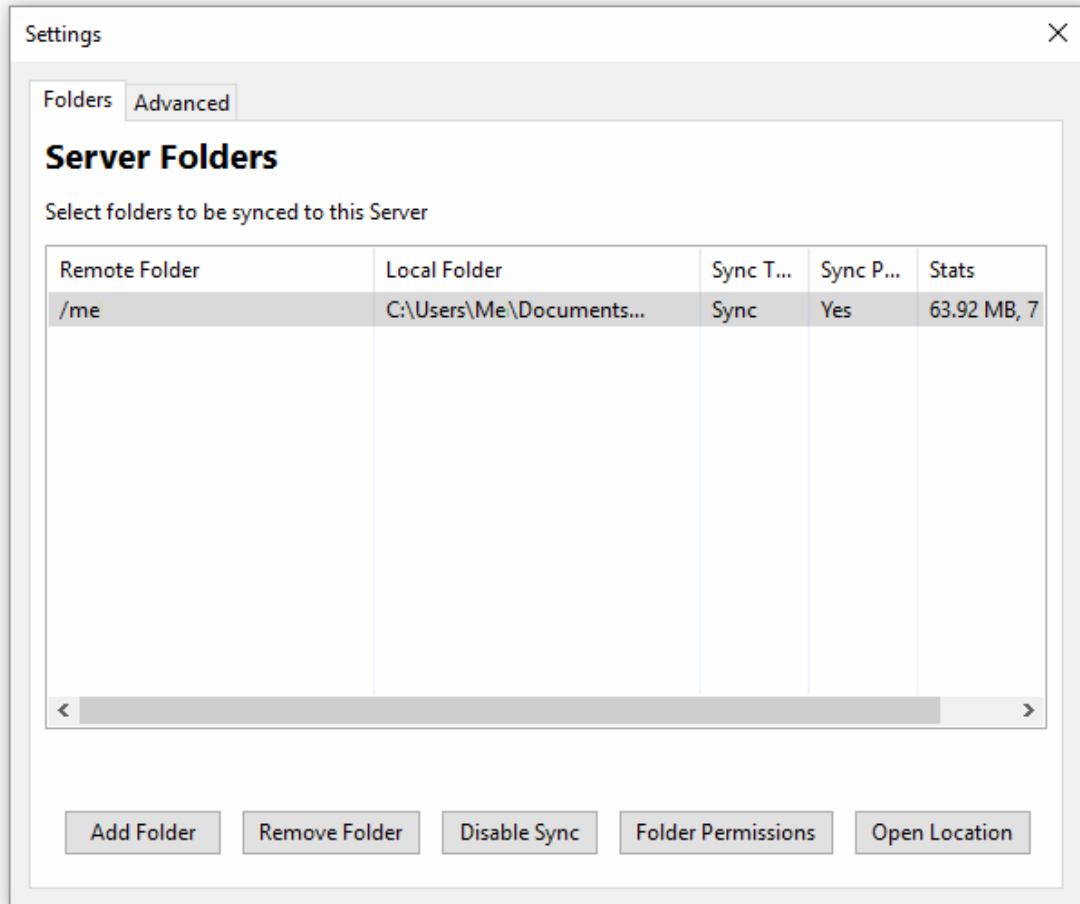 Settings
Folders Advanced
Server Folders
Select folders to be synced to this Server
Remote Folder Local Folder Sync T... Sync P... Stats
/me C:\Users\Me\Documents... Sync Yes 63.92 MB, 7
Add Folder Remove Folder Disable Sync Folder Permissions Open Location